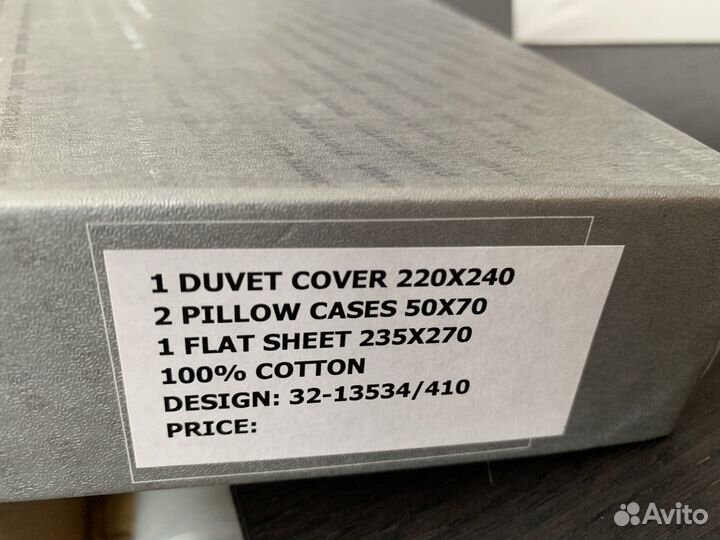 1 DUVET COVER 220X240
2 PILLOW CASES 50X70
1 FLAT SHEET 235X270
100% COTTON
DESIGN: 32-13534/410
PRICE:
Avito